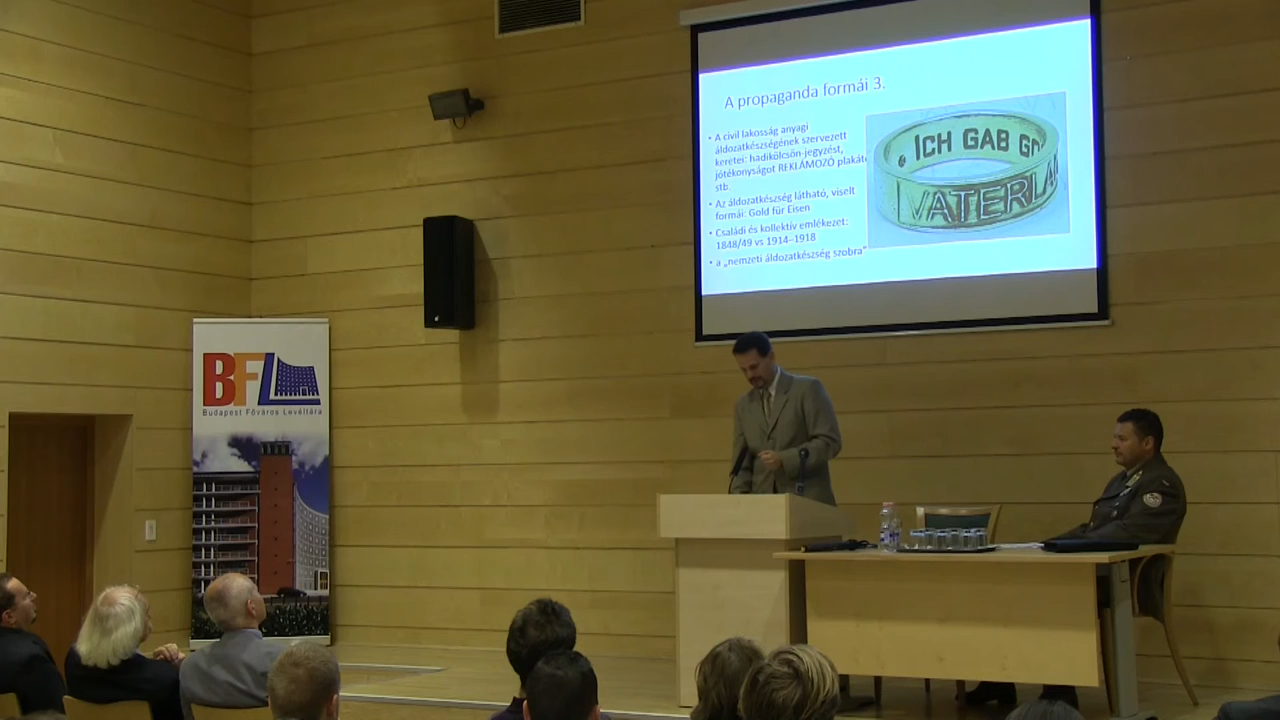 A propaganda formái 3.
• A civil lakosság anyagi
áldozatkészségének szervezett
keretei: hadikölcsön-jegyzést,
jótékonyságot REKLÁMOZÓ plakát
stb.
• Az áldozatkészség látható, viselt
formái: Gold für Eisen
• Családi és kollektív emlékezet:
1848/49 vs 1914–1918
• a „nemzeti áldozatkészség szobra"
ICH GAB GO
VATERLA
BFL
Budapest Főváros Levéltára